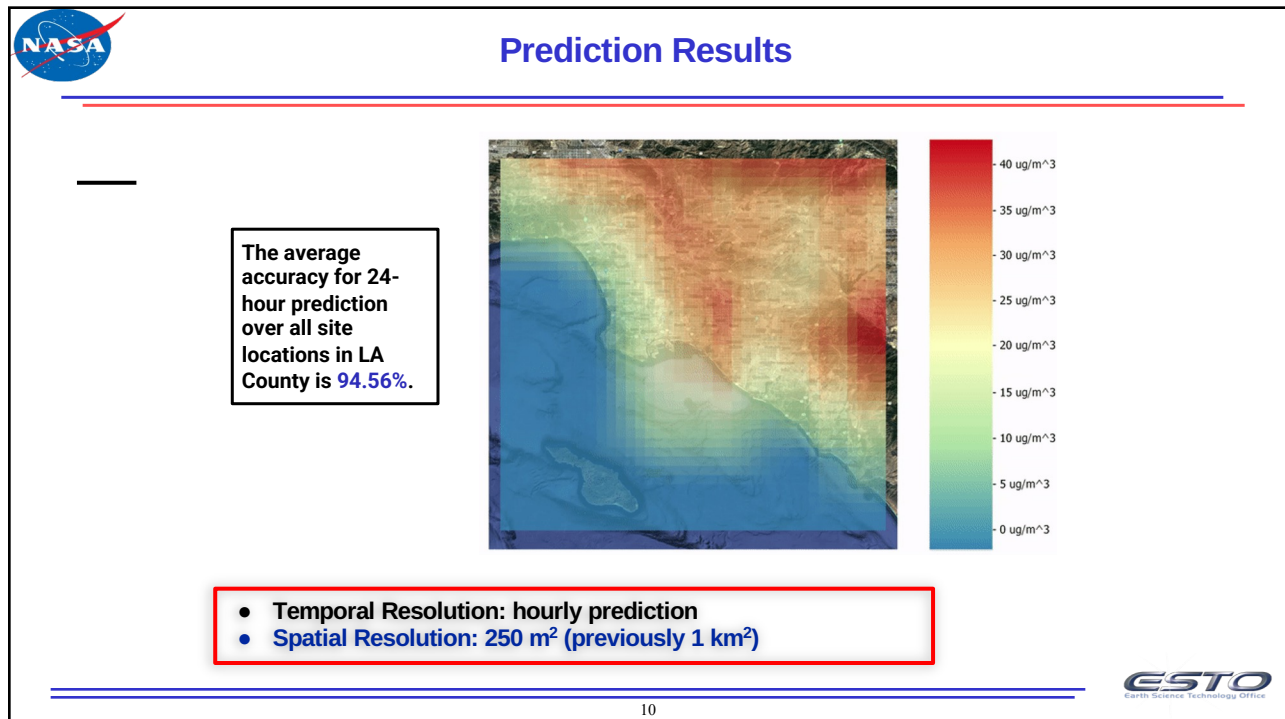 NASA
Prediction Results
The average
accuracy for 24-
hour prediction
over all site
locations in LA
County is 94.56%.
40 ug/m^3
35 ug/m^3
30 ug/m^3
25 ug/m^3
20 ug/m^3
15 ug/m^3
10 ug/m^3
5 ug/m^3
0 ug/m^3
● Temporal Resolution: hourly prediction
● Spatial Resolution: 250 m² (previously 1 km²)
ESTO
Earth Science Technology Office
10